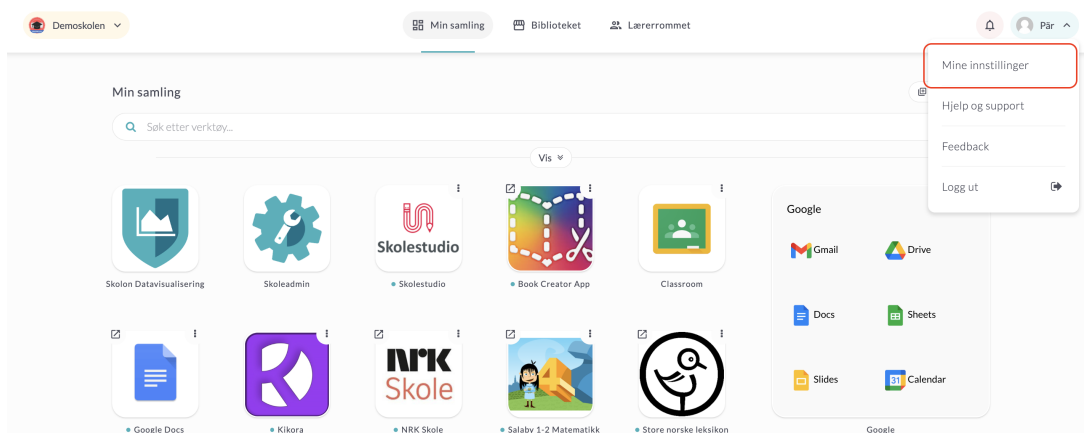 Demoskolen
Min samling
Biblioteket
Lærerrommet
Pär
Mine innstillinger
Hjelp og support
Feedback
Logg ut
Min samling
Søk etter verktøy...
Vis
Skolestudio
Skolon Datavisualisering
Skoleadmin
Skolestudio
Book Creator App
Classroom
Google
Gmail
Drive
Docs
Sheets
Slides
31
Calendar
NRK
Skole
4
Google Docs
Kikora
NRK Skole
Salaby 1-2 Matematikk
Store norske leksikon
Google